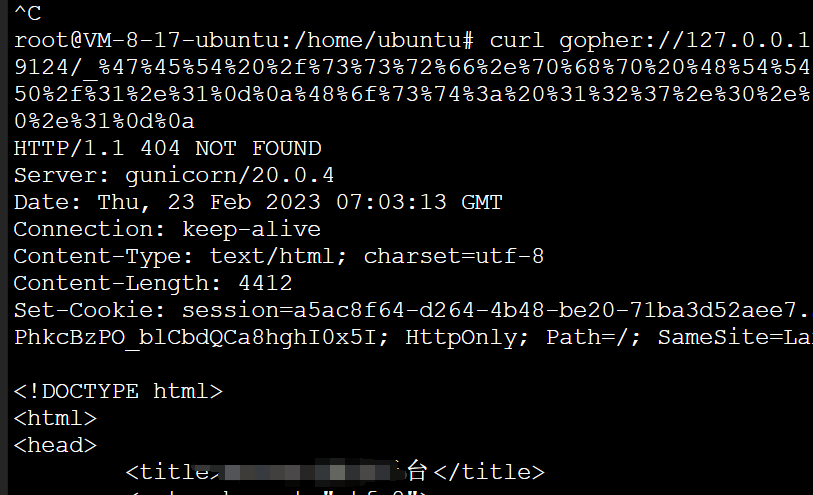 ^C
root@VM-8-17-ubuntu:/home/ubuntu# curl gopher://127.0.0.1
9124/_%47%45%54%20%2f%73%73%72%66%2e%70%68%70%20%48%54%54
50%2f%31%2e%31%0d%0a%48%6f%73%74%3a%20%31%32%37%2e%30%2e%
0%2e%31%0d%0a
HTTP/1.1 404 NOT FOUND
Server: gunicorn/20.0.4
Date: Thu, 23 Feb 2023 07:03:13 GMT
Connection: keep-alive
Content-Type: text/html; charset=utf-8
Content-Length: 4412
Set-Cookie: session=a5ac8f64-d264-4b48-be20-71ba3d52aee7.
PhkcBzPO_blCbdQCa8hghI0x5I; HttpOnly; Path=/; SameSite=La
<!DOCTYPE html>
<html>
<head>
<title>台</title>